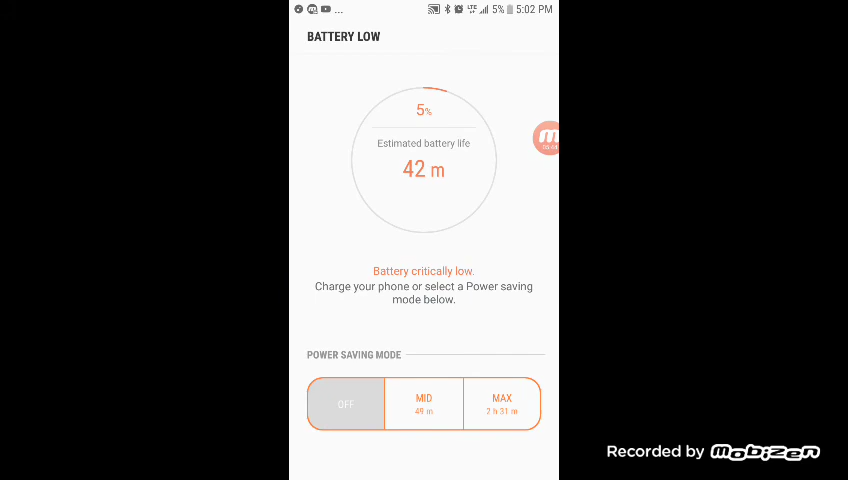 ... LTE 5% 5:02 PM
BATTERY LOW
5%
Estimated battery life
42 m
Battery critically low.
Charge your phone or select a Power saving
mode below.
POWER SAVING MODE
OFF
MID
49 m
MAX
2 h 31 m
Recorded by mobizen